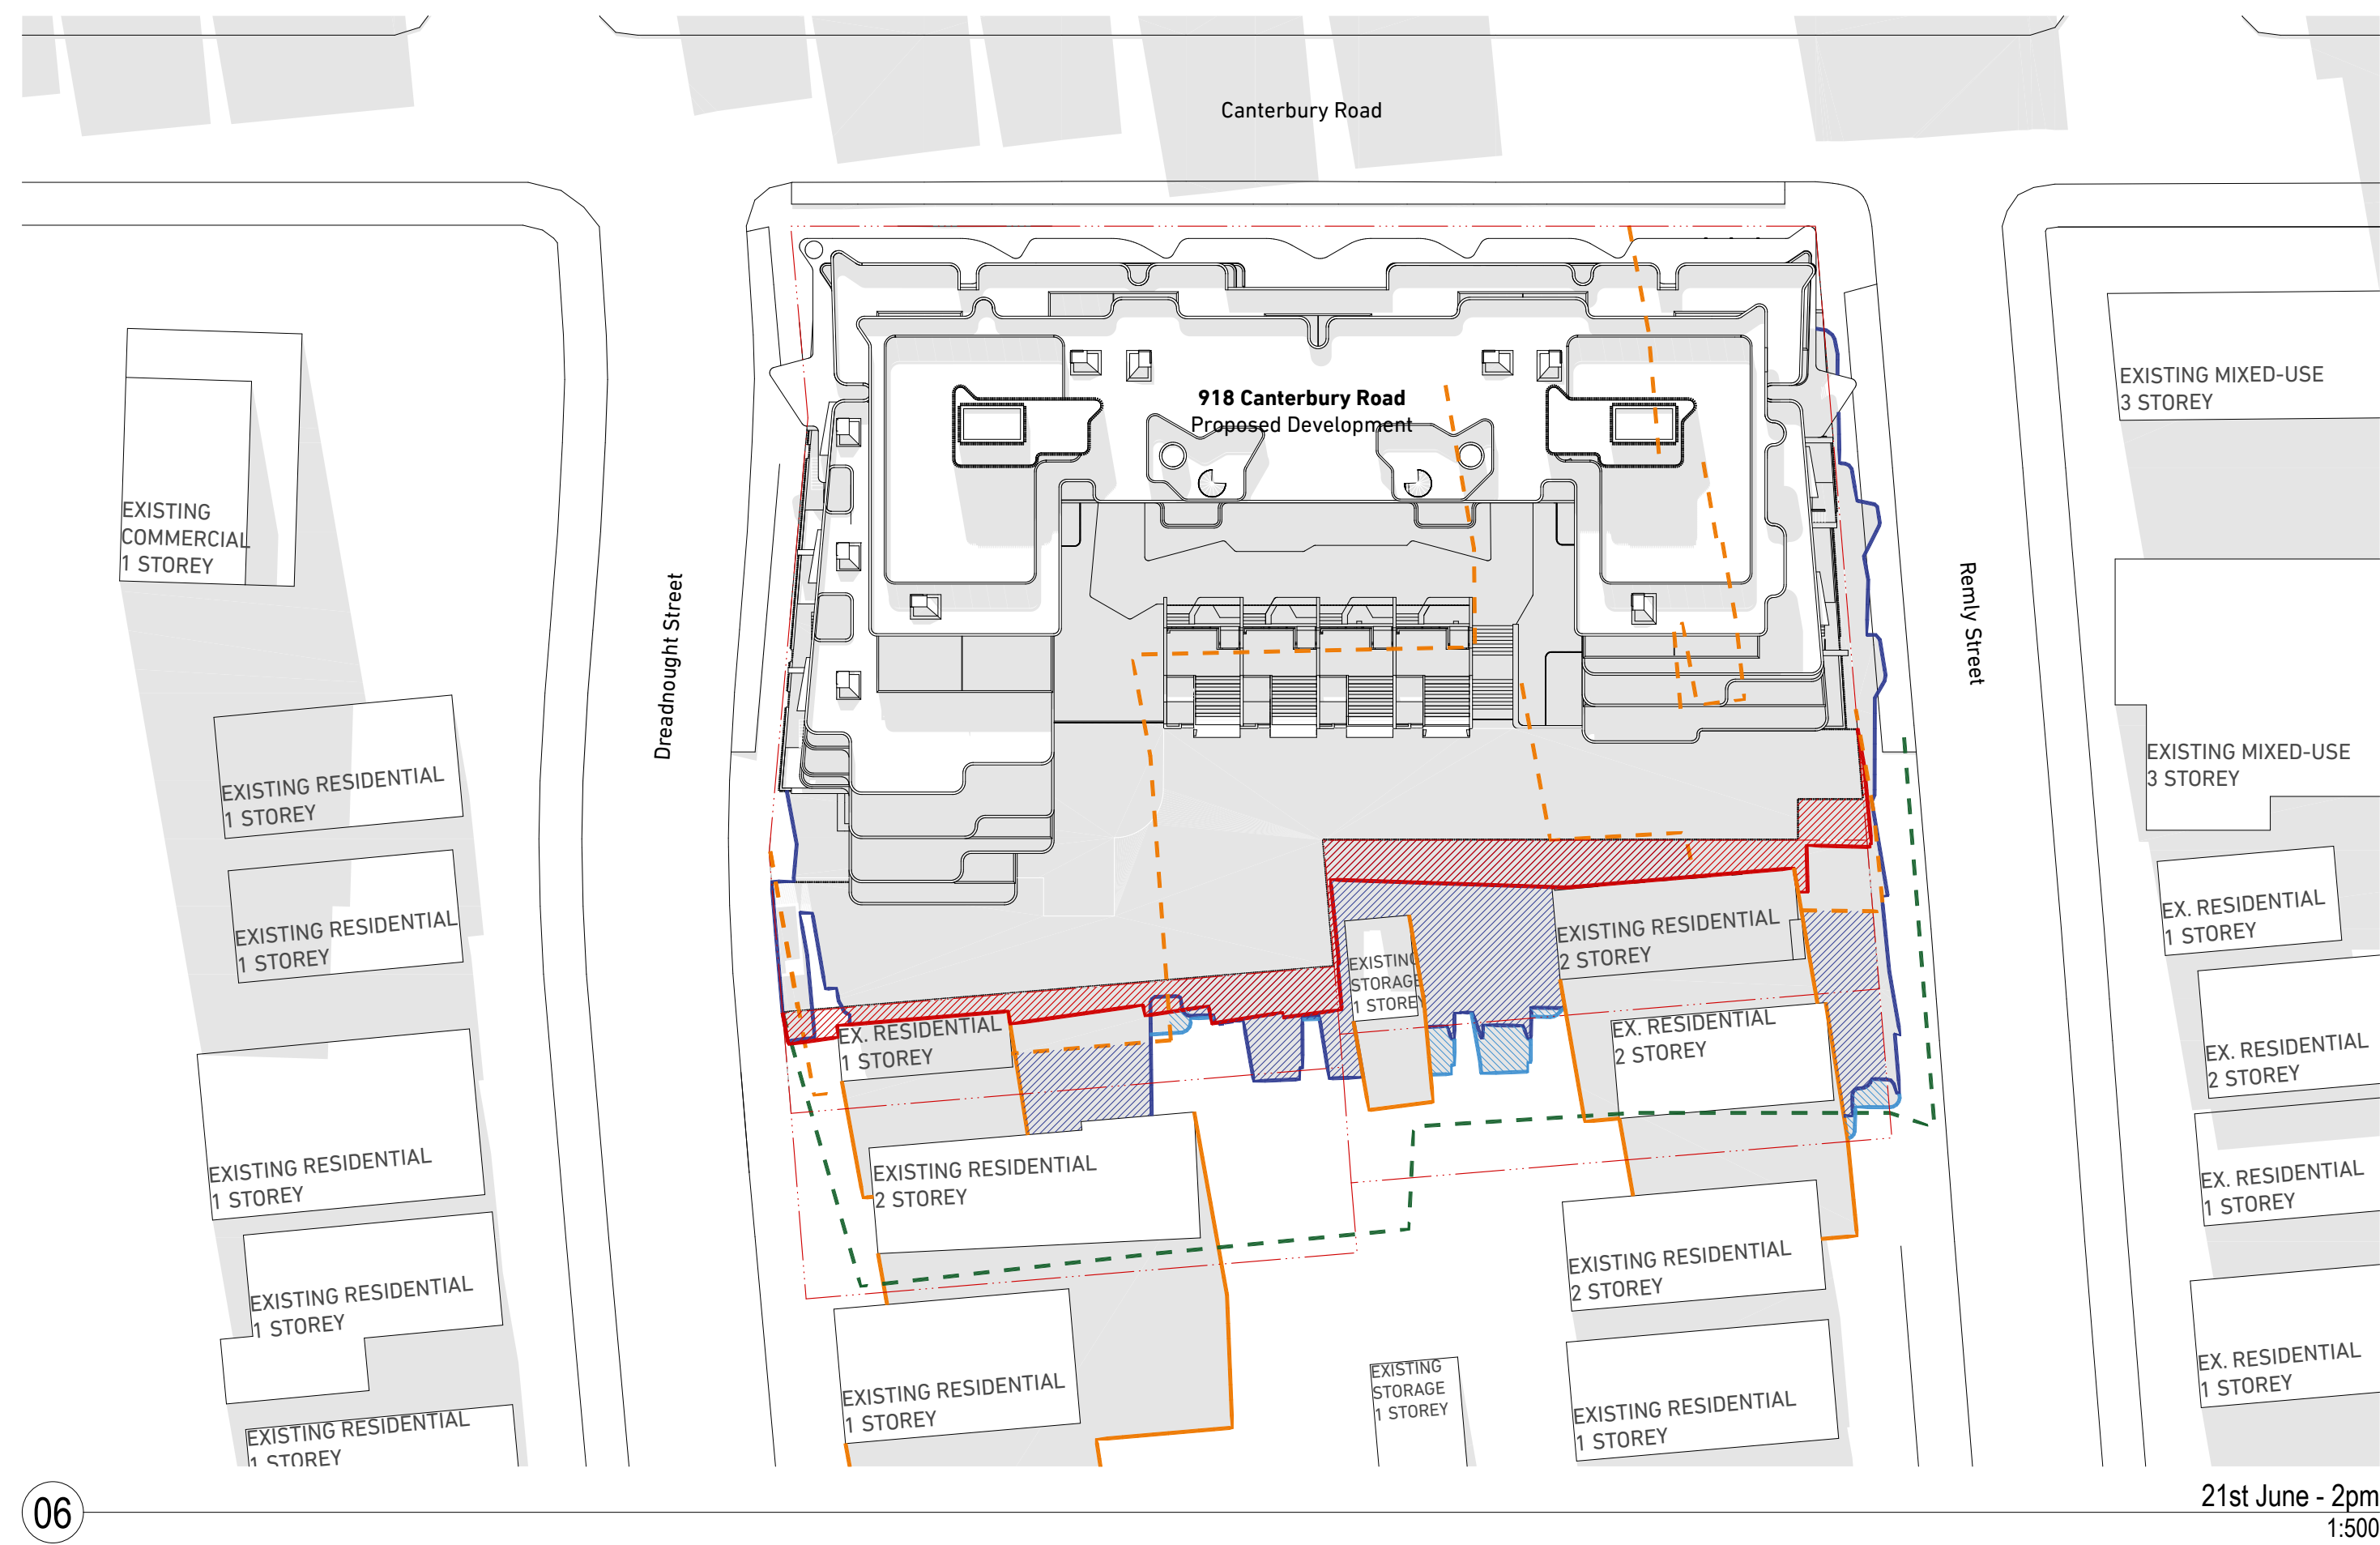 Canterbury Road
918 Canterbury Road
Proposed Development
Dreadnought Street
Remly Street
EXISTING
COMMERCIAL
1 STOREY
EXISTING RESIDENTIAL
1 STOREY
EXISTING RESIDENTIAL
1 STOREY
EXISTING RESIDENTIAL
1 STOREY
EXISTING RESIDENTIAL
1 STOREY
EXISTING RESIDENTIAL
1 STOREY
EX. RESIDENTIAL
1 STOREY
EXISTING RESIDENTIAL
2 STOREY
EXISTING RESIDENTIAL
1 STOREY
EXISTING
STORAGE
1 STOREY
EXISTING RESIDENTIAL
2 STOREY
EX. RESIDENTIAL
2 STOREY
EXISTING RESIDENTIAL
2 STOREY
EXISTING
STORAGE
1 STOREY
EXISTING RESIDENTIAL
1 STOREY
EXISTING MIXED-USE
3 STOREY
EXISTING MIXED-USE
3 STOREY
EX. RESIDENTIAL
1 STOREY
EX. RESIDENTIAL
2 STOREY
EX. RESIDENTIAL
1 STOREY
EX. RESIDENTIAL
1 STOREY
06
21st June - 2pm
1:500